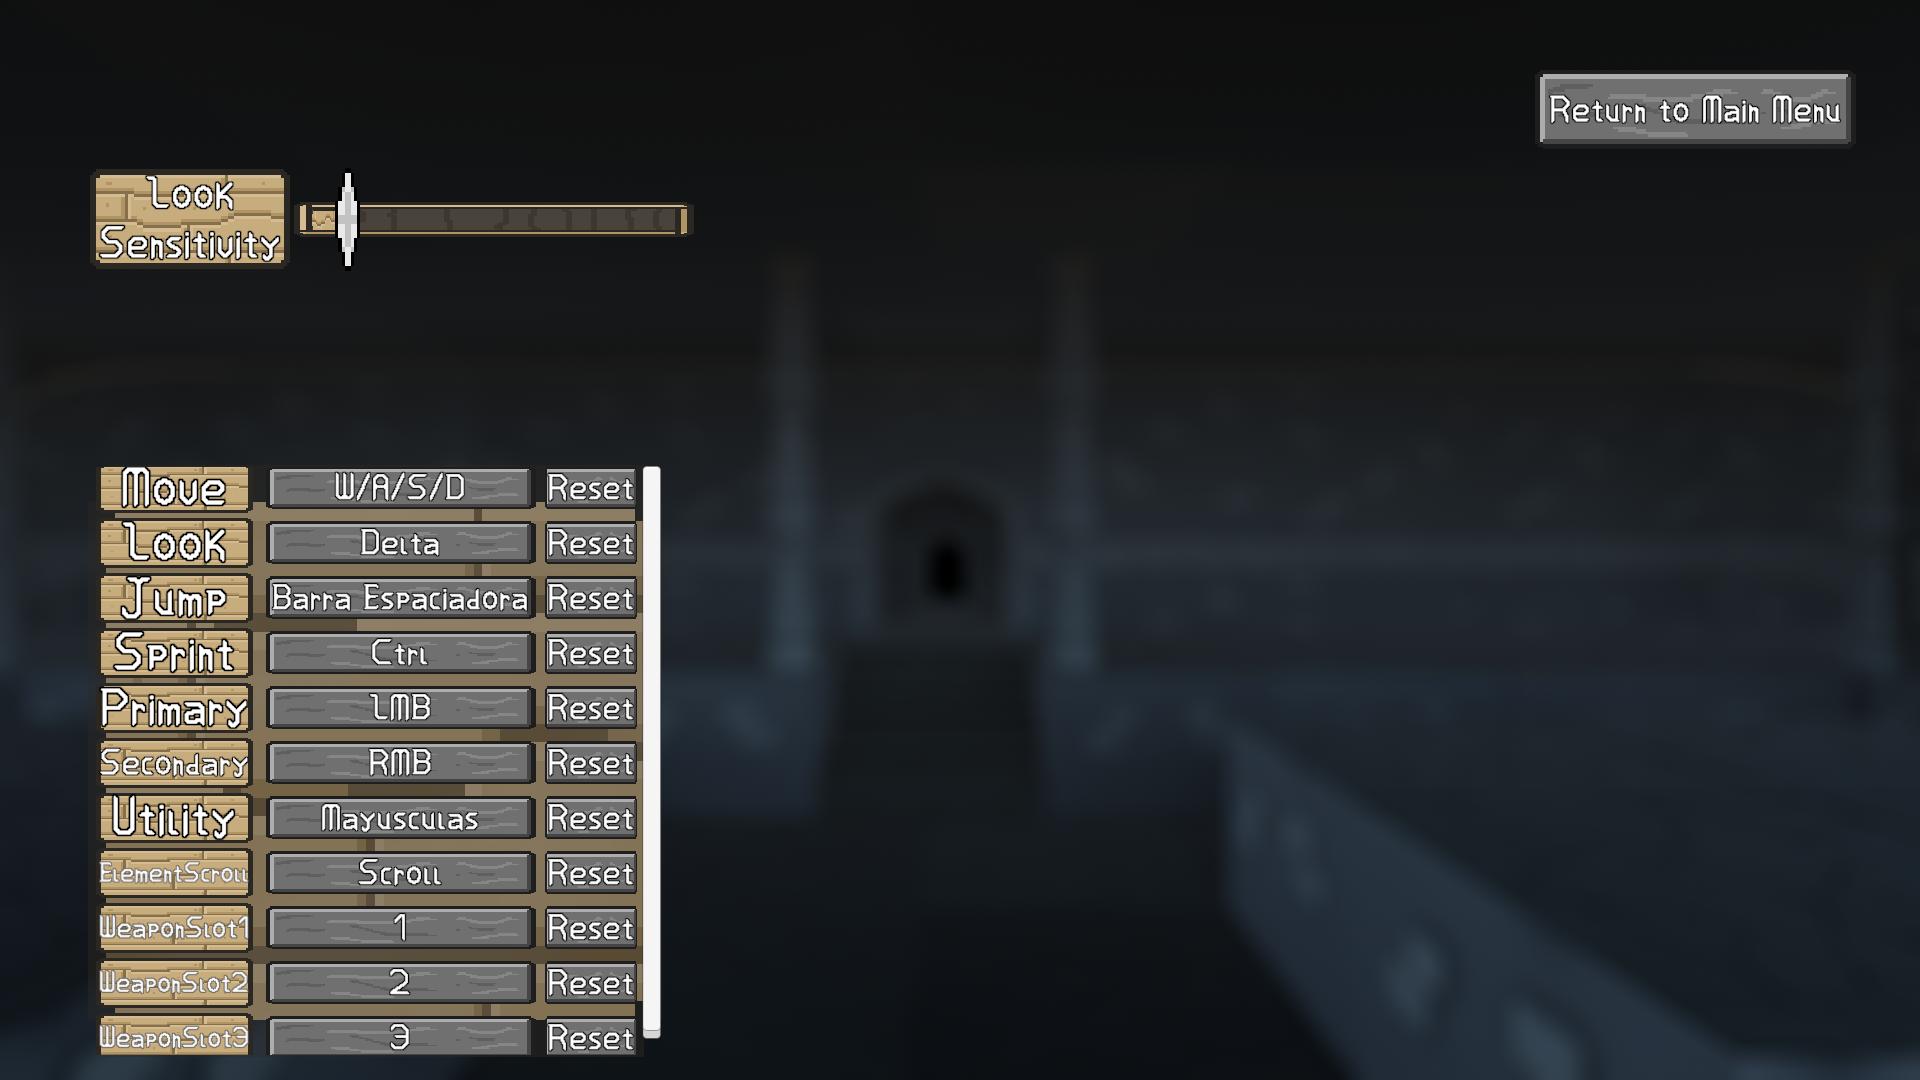 Return to Main Menu
Look
Sensitivity
Move W/A/S/D Reset
Look Delta Reset
Jump Barra Espaciadora Reset
Sprint Ctrl Reset
Primary LMB Reset
Secondary RMB Reset
Utility Mayusculas Reset
ElementScroll Scroll Reset
WeaponSlot1 1 Reset
WeaponSlot2 2 Reset
WeaponSlot3 3 Reset